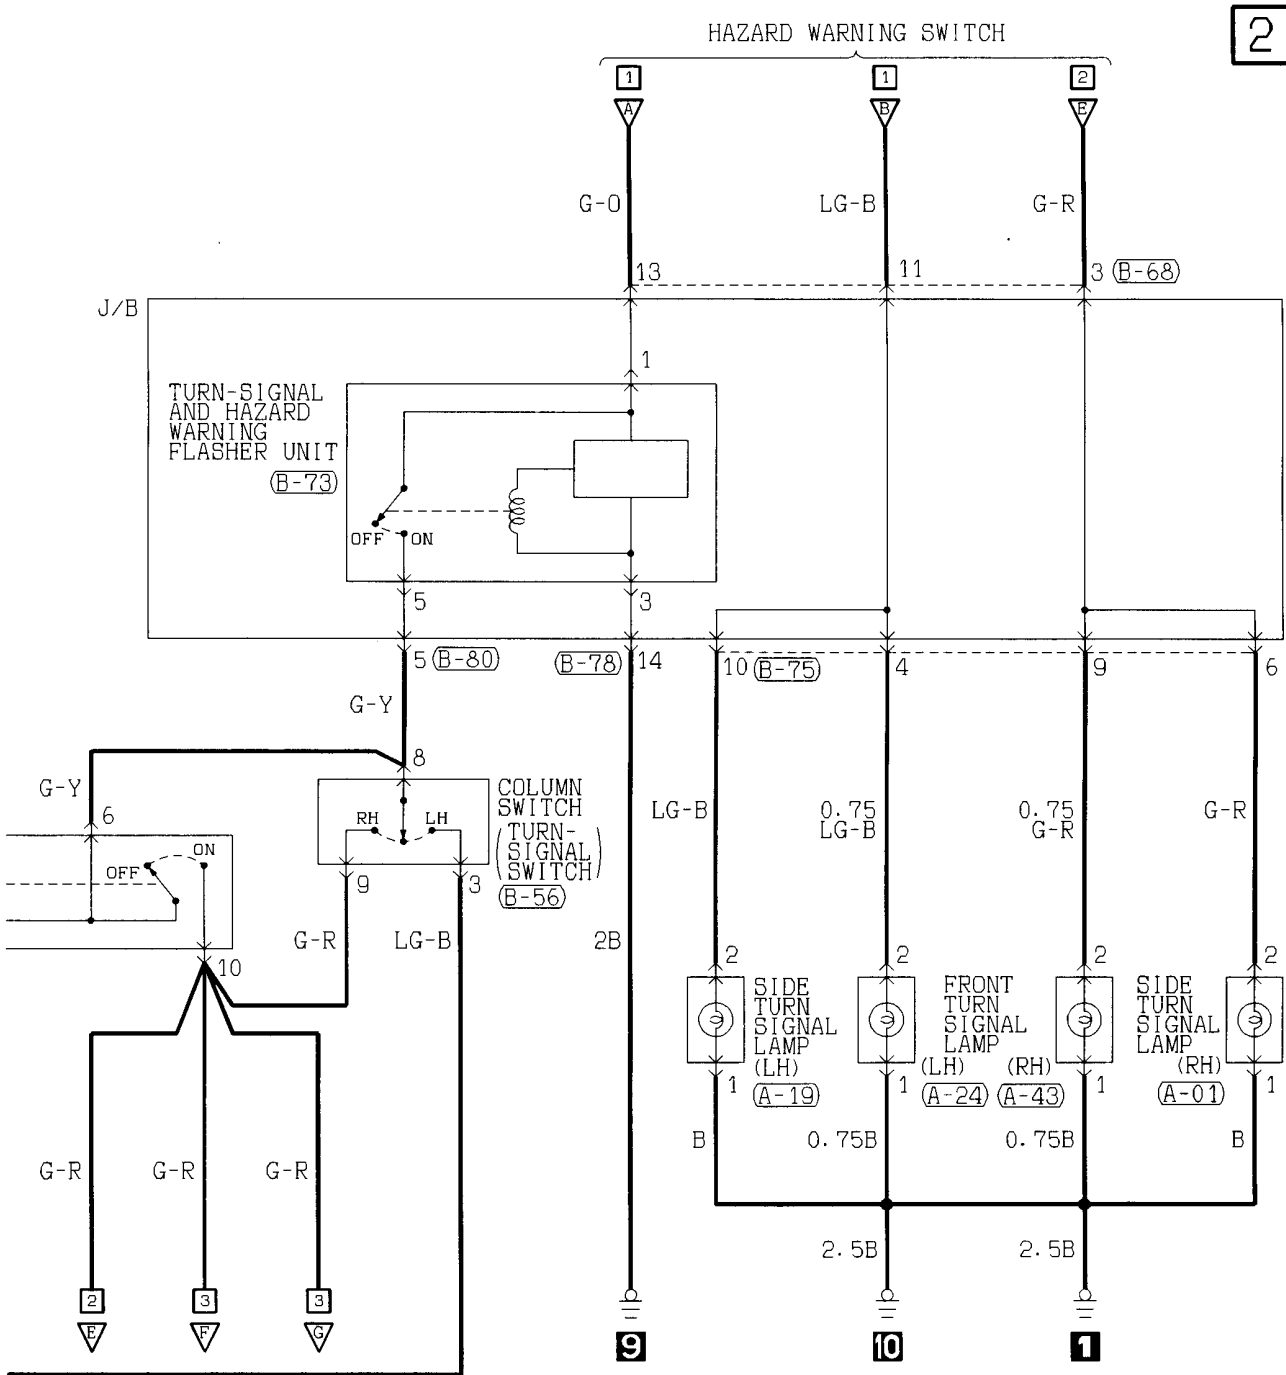 2
HAZARD WARNING SWITCH
1 1 2
A B E
G-O LG-B G-R
13 11 3 B-68
J/B
1
TURN-SIGNAL
AND HAZARD
WARNING
FLASHER UNIT
B-73
OFF ON
5 3
5 B-80 B-78 14 10 B-75 4 9 6
G-Y
8
G-Y
6
COLUMN
SWITCH
(TURN-
SIGNAL
SWITCH)
B-56
RH LH
OFF ON
9 3
LG-B
0.75
LG-B
0.75
G-R
G-R
10
G-R LG-B 2B
2 2 2 2
SIDE
TURN
SIGNAL
LAMP
(LH)
A-19
FRONT
TURN
SIGNAL
LAMP
(LH) (RH)
A-24 A-43
SIDE
TURN
SIGNAL
LAMP
(RH)
A-01
1 1 1 1
B 0.75B 0.75B B
G-R G-R G-R
2.5B 2.5B
2 3 3
E F G
9 10 1